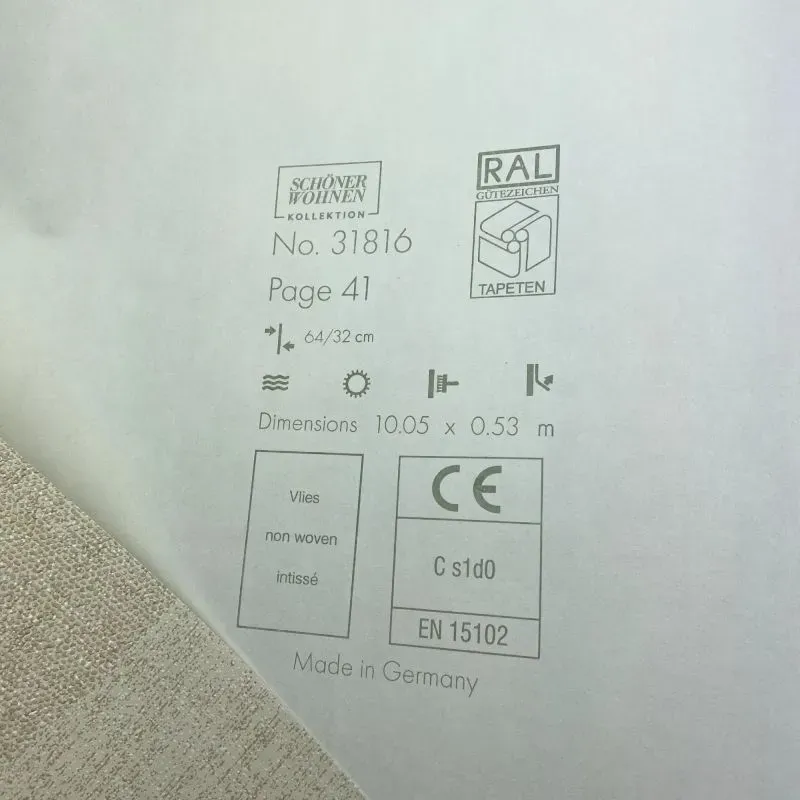 SCHÖNER
WOHNEN
KOLLEKTION
No. 31816
Page 41
64/32 cm
Dimensions 10.05 x 0.53 m
Vlies
non woven
intissé
RAL
GÜTEZEICHEN
TAPETEN
CE
C s1d0
EN 15102
Made in Germany